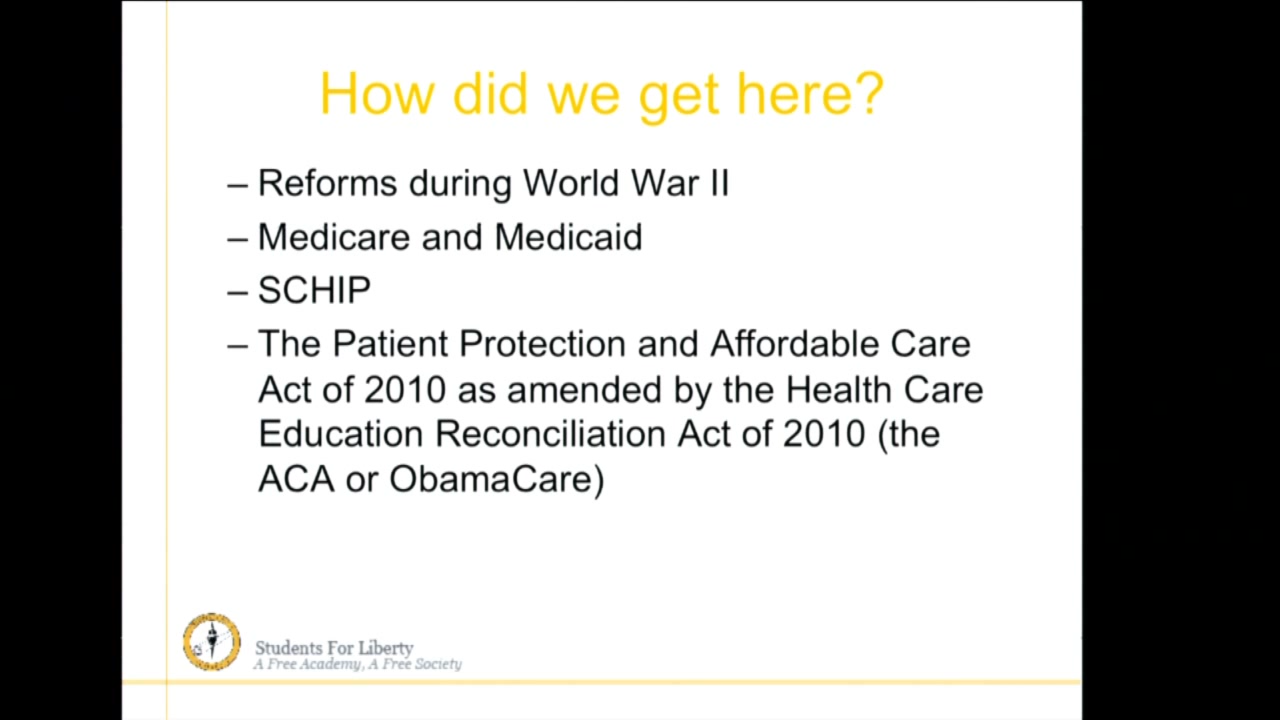 How did we get here?
– Reforms during World War II
– Medicare and Medicaid
– SCHIP
– The Patient Protection and Affordable Care
Act of 2010 as amended by the Health Care
Education Reconciliation Act of 2010 (the
ACA or ObamaCare)
Students For Liberty
A Free Academy, A Free Society